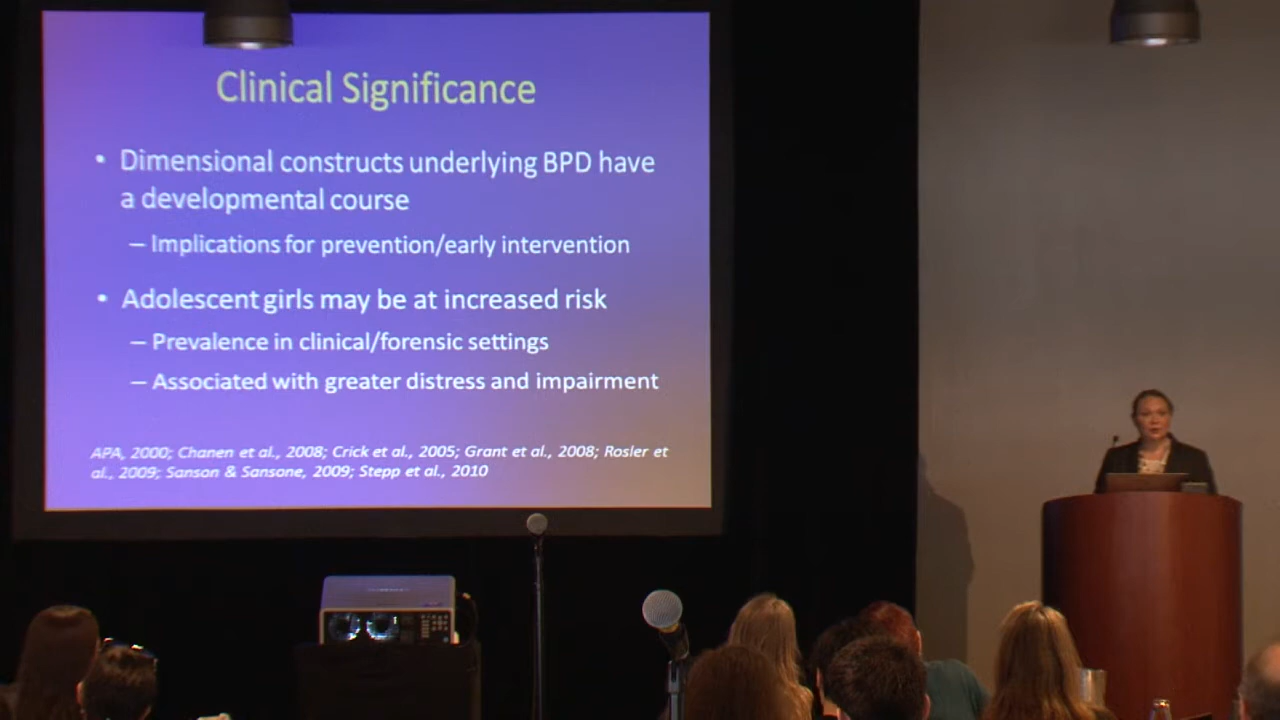 Clinical Significance
• Dimensional constructs underlying BPD have
a developmental course
– Implications for prevention/early intervention
• Adolescent girls may be at increased risk
– Prevalence in clinical/forensic settings
– Associated with greater distress and impairment
APA, 2000; Chanen et al., 2008; Crick et al., 2005; Grant et al., 2008; Rosler et
al., 2009; Sanson & Sansone, 2009; Stepp et al., 2010